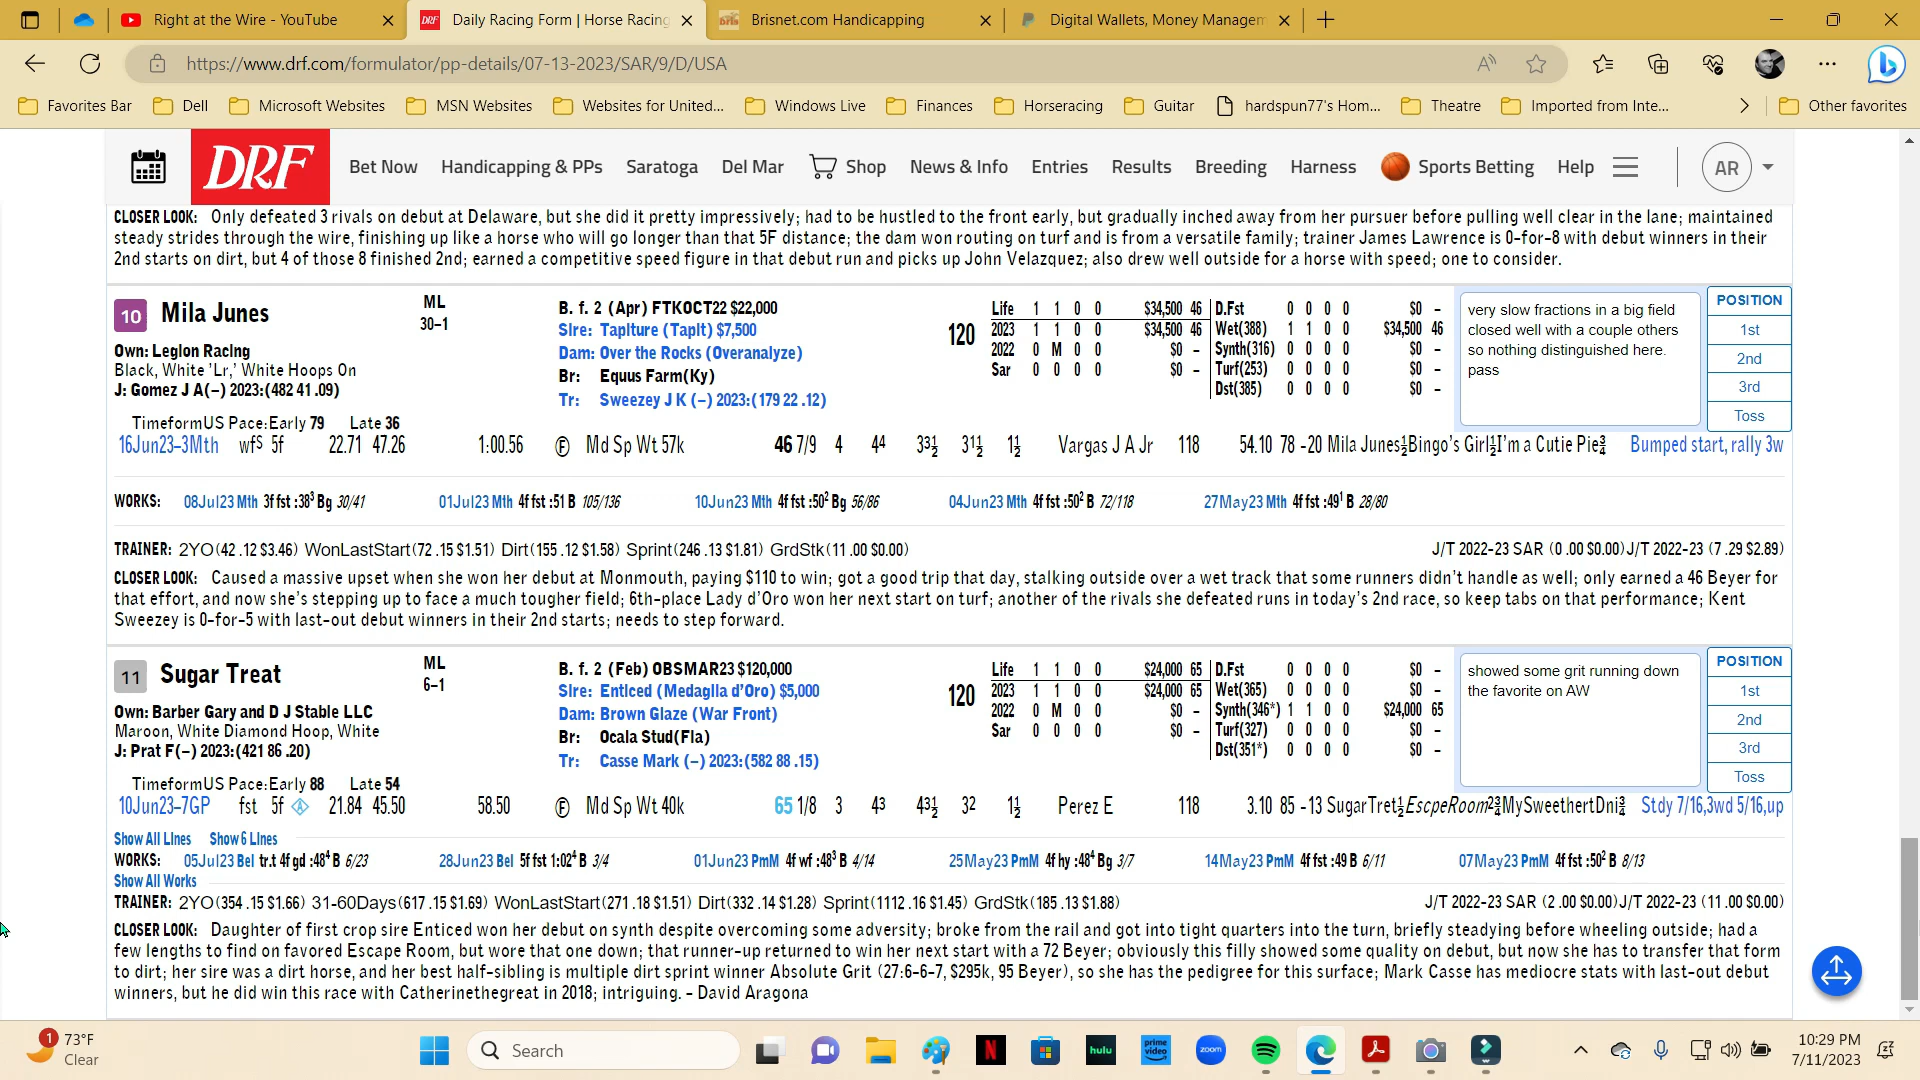 Right at the Wire - YouTube
DRF Daily Racing Form | Horse Racing
Brisnet.com Handicapping
Digital Wallets, Money Managem
https://www.drf.com/formulator/pp-details/07-13-2023/SAR/9/D/USA
Favorites Bar Dell Microsoft Websites MSN Websites Websites for United... Windows Live Finances Horseracing Guitar hardspun77's Hom... Theatre Imported from Inte... Other favorites
DRF Bet Now Handicapping & PPs Saratoga Del Mar Shop News & Info Entries Results Breeding Harness Sports Betting Help AR
CLOSER LOOK: Only defeated 3 rivals on debut at Delaware, but she did it pretty impressively; had to be hustled to the front early, but gradually inched away from her pursuer before pulling well clear in the lane; maintained
steady strides through the wire, finishing up like a horse who will go longer than that 5F distance; the dam won routing on turf and is from a versatile family; trainer James Lawrence is 0-for-8 with debut winners in their
2nd starts on dirt, but 4 of those 8 finished 2nd; earned a competitive speed figure in that debut run and picks up John Velazquez; also drew well outside for a horse with speed; one to consider.
10 Mila Junes
ML
30-1
Own: Legion Racing
Black, White 'Lr,' White Hoops On
J: Gomez J A(-) 2023:(482 41 .09)
B. f. 2 (Apr) FTKOCT22 $22,000
Sire: Tapiture (Tapit) $7,500
Dam: Over the Rocks (Overanalyze)
Br: Equus Farm(Ky)
Tr: Sweezey J K (-) 2023:(179 22 .12)
120
Life 1 1 0 0 $34,500 46
2023 1 1 0 0 $34,500 46
2022 0 M 0 0 $0 -
Sar 0 0 0 0 $0 -
D.Fst 0 0 0 0 $0 -
Wet(388) 1 1 0 0 $34,500 46
Synth(316) 0 0 0 0 $0 -
Turf(253) 0 0 0 0 $0 -
Dst(385) 0 0 0 0 $0 -
very slow fractions in a big field
closed well with a couple others
so nothing distinguished here.
pass
POSITION
1st
2nd
3rd
Toss
TimeformUS Pace:Early 79 Late 36
16Jun23-3Mth wfS 5f 22.71 47.26 1:00.56 Ⓕ Md Sp Wt 57k 46 7/9 4 4⁴ 3³½ 3¹½ 1½ Vargas J A Jr 118 54.10 78 -20 Mila Junes½Bingo's Girl½I'm a Cutie Pie¾ Bumped start, rally 3w
WORKS: 08Jul23 Mth 3f fst :38³ Bg 30/41 01Jul23 Mth 4f fst :51 B 105/136 10Jun23 Mth 4f fst :50² Bg 56/86 04Jun23 Mth 4f fst :50² B 72/118 27May23 Mth 4f fst :49¹ B 28/80
TRAINER: 2YO(42 .12 $3.46) WonLastStart(72 .15 $1.51) Dirt(155 .12 $1.58) Sprint(246 .13 $1.81) GrdStk(11 .00 $0.00) J/T 2022-23 SAR (0 .00 $0.00) J/T 2022-23 (7 .29 $2.89)
CLOSER LOOK: Caused a massive upset when she won her debut at Monmouth, paying $110 to win; got a good trip that day, stalking outside over a wet track that some runners didn't handle as well; only earned a 46 Beyer for
that effort, and now she's stepping up to face a much tougher field; 6th-place Lady d'Oro won her next start on turf; another of the rivals she defeated runs in today's 2nd race, so keep tabs on that performance; Kent
Sweezey is 0-for-5 with last-out debut winners in their 2nd starts; needs to step forward.
11 Sugar Treat
ML
6-1
Own: Barber Gary and D J Stable LLC
Maroon, White Diamond Hoop, White
J: Prat F(-) 2023:(421 86 .20)
B. f. 2 (Feb) OBSMAR23 $120,000
Sire: Enticed (Medaglia d'Oro) $5,000
Dam: Brown Glaze (War Front)
Br: Ocala Stud(Fla)
Tr: Casse Mark (-) 2023:(582 88 .15)
120
Life 1 1 0 0 $24,000 65
2023 1 1 0 0 $24,000 65
2022 0 M 0 0 $0 -
Sar 0 0 0 0 $0 -
D.Fst 0 0 0 0 $0 -
Wet(365) 0 0 0 0 $0 -
Synth(346*) 1 1 0 0 $24,000 65
Turf(327) 0 0 0 0 $0 -
Dst(351*) 0 0 0 0 $0 -
showed some grit running down
the favorite on AW
POSITION
1st
2nd
3rd
Toss
TimeformUS Pace:Early 88 Late 54
10Jun23-7GP fst 5f Ⓐ 21.84 45.50 58.50 Ⓕ Md Sp Wt 40k 65 1/8 3 4³ 4³½ 3² 1½ Perez E 118 3.10 85 -13 SugarTret½EscpeRoom2¾MySweethertDni¾ Stdy 7/16,3wd 5/16,up
Show All Lines Show 6 Lines
WORKS: 05Jul23 Bel tr.t 4f gd :48⁴ B 6/23 28Jun23 Bel 5f fst 1:02⁴ B 3/4 01Jun23 PmM 4f wf :48³ B 4/14 25May23 PmM 4f hy :48⁴ Bg 3/7 14May23 PmM 4f fst :49 B 6/11 07May23 PmM 4f fst :50² B 8/13
Show All Works
TRAINER: 2YO(354 .15 $1.66) 31-60Days(617 .15 $1.69) WonLastStart(271 .18 $1.51) Dirt(332 .14 $1.28) Sprint(1112 .16 $1.45) GrdStk(185 .13 $1.88) J/T 2022-23 SAR (2 .00 $0.00) J/T 2022-23 (11 .00 $0.00)
CLOSER LOOK: Daughter of first crop sire Enticed won her debut on synth despite overcoming some adversity; broke from the rail and got into tight quarters into the turn, briefly steadying before wheeling outside; had a
few lengths to find on favored Escape Room, but wore that one down; that runner-up returned to win her next start with a 72 Beyer; obviously this filly showed some quality on debut, but now she has to transfer that form
to dirt; her sire was a dirt horse, and her best half-sibling is multiple dirt sprint winner Absolute Grit (27:6-6-7, $295k, 95 Beyer), so she has the pedigree for this surface; Mark Casse has mediocre stats with last-out debut
winners, but he did win this race with Catherinethegreat in 2018; intriguing. - David Aragona
1 73°F
Clear
Search
hulu
prime video
zoom
10:29 PM
7/11/2023